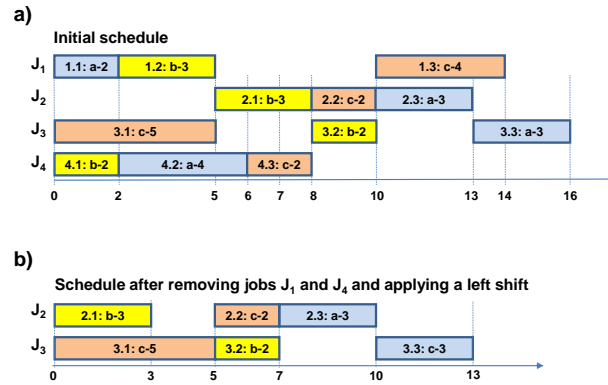 a)
Initial schedule
J1 1.1: a-2 1.2: b-3 1.3: c-4
J2 2.1: b-3 2.2: c-2 2.3: a-3
J3 3.1: c-5 3.2: b-2 3.3: a-3
J4 4.1: b-2 4.2: a-4 4.3: c-2
0 2 5 6 7 8 10 13 14 16
b)
Schedule after removing jobs J1 and J4 and applying a left shift
J2 2.1: b-3 2.2: c-2 2.3: a-3
J3 3.1: c-5 3.2: b-2 3.3: c-3
0 3 5 7 10 13